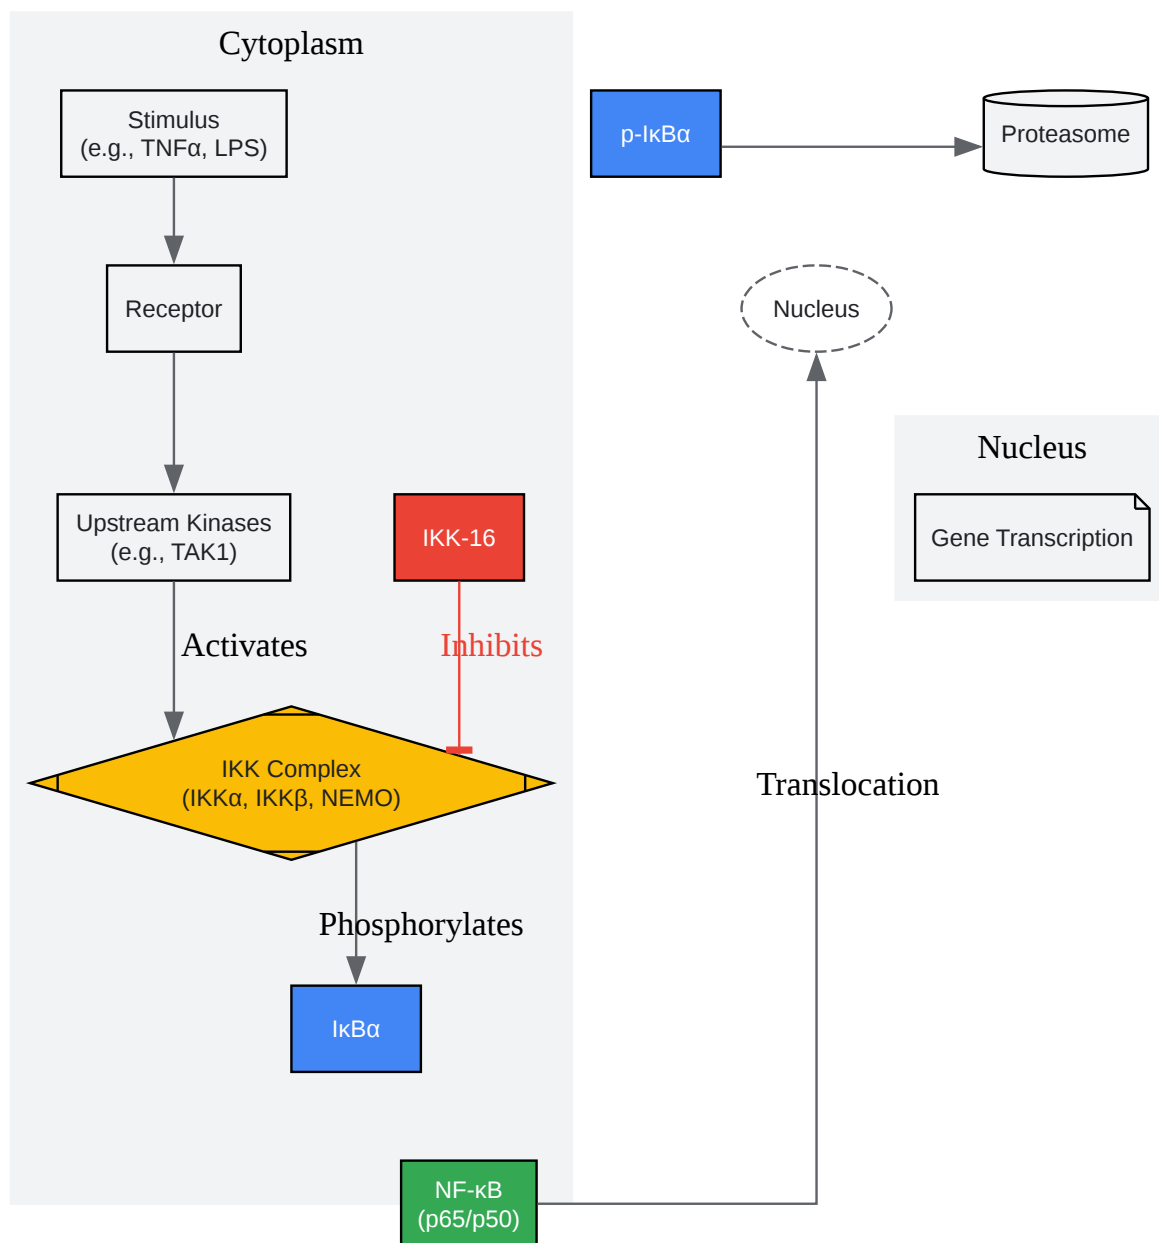 Cytoplasm
Stimulus
(e.g., TNFα, LPS)
p-IκBα
Proteasome
Receptor
Nucleus
Nucleus
Upstream Kinases
(e.g., TAK1)
IKK-16
Gene Transcription
Activates
Inhibits
IKK Complex
(IKKα, IKKβ, NEMO)
Translocation
Phosphorylates
IκBα
NF-κB
(p65/p50)